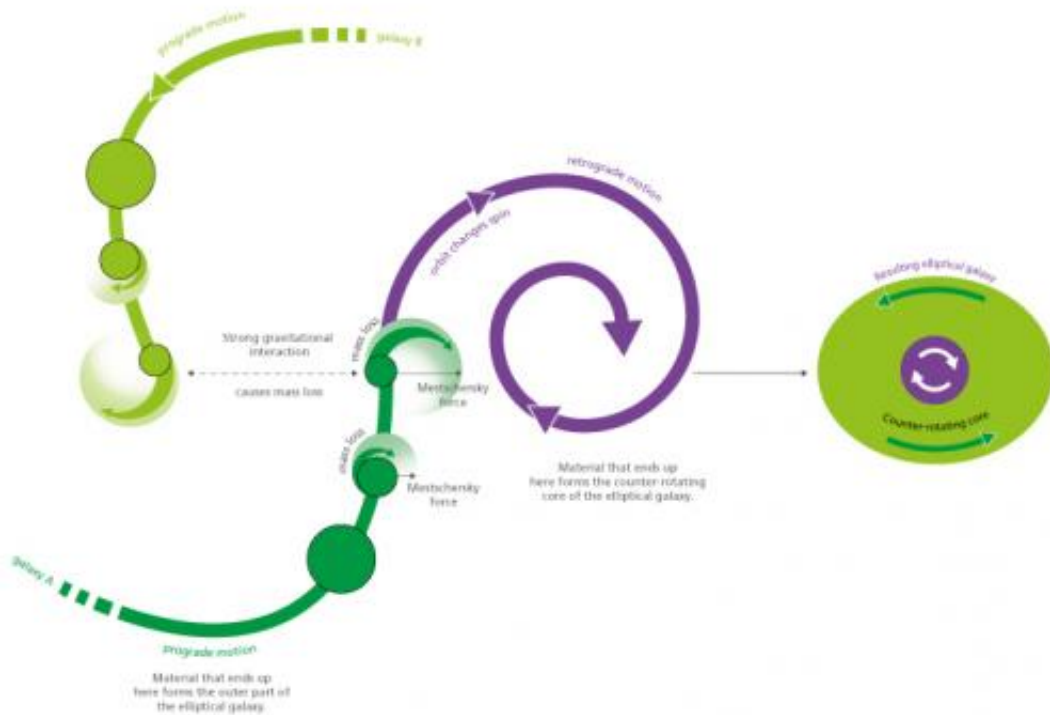 prograde motion
galaxy B
retrograde motion
orbit changes spin
Resulting elliptical galaxy
Strong gravitational
interaction
causes mass loss
mass loss
Mestschersky
force
Counter-rotating core
mass loss
Mestschersky
force
Material that ends up
here forms the counter-rotating
core of the elliptical galaxy.
galaxy A
Prograde motion
Material that ends up
here forms the outer part of
the elliptical galaxy.